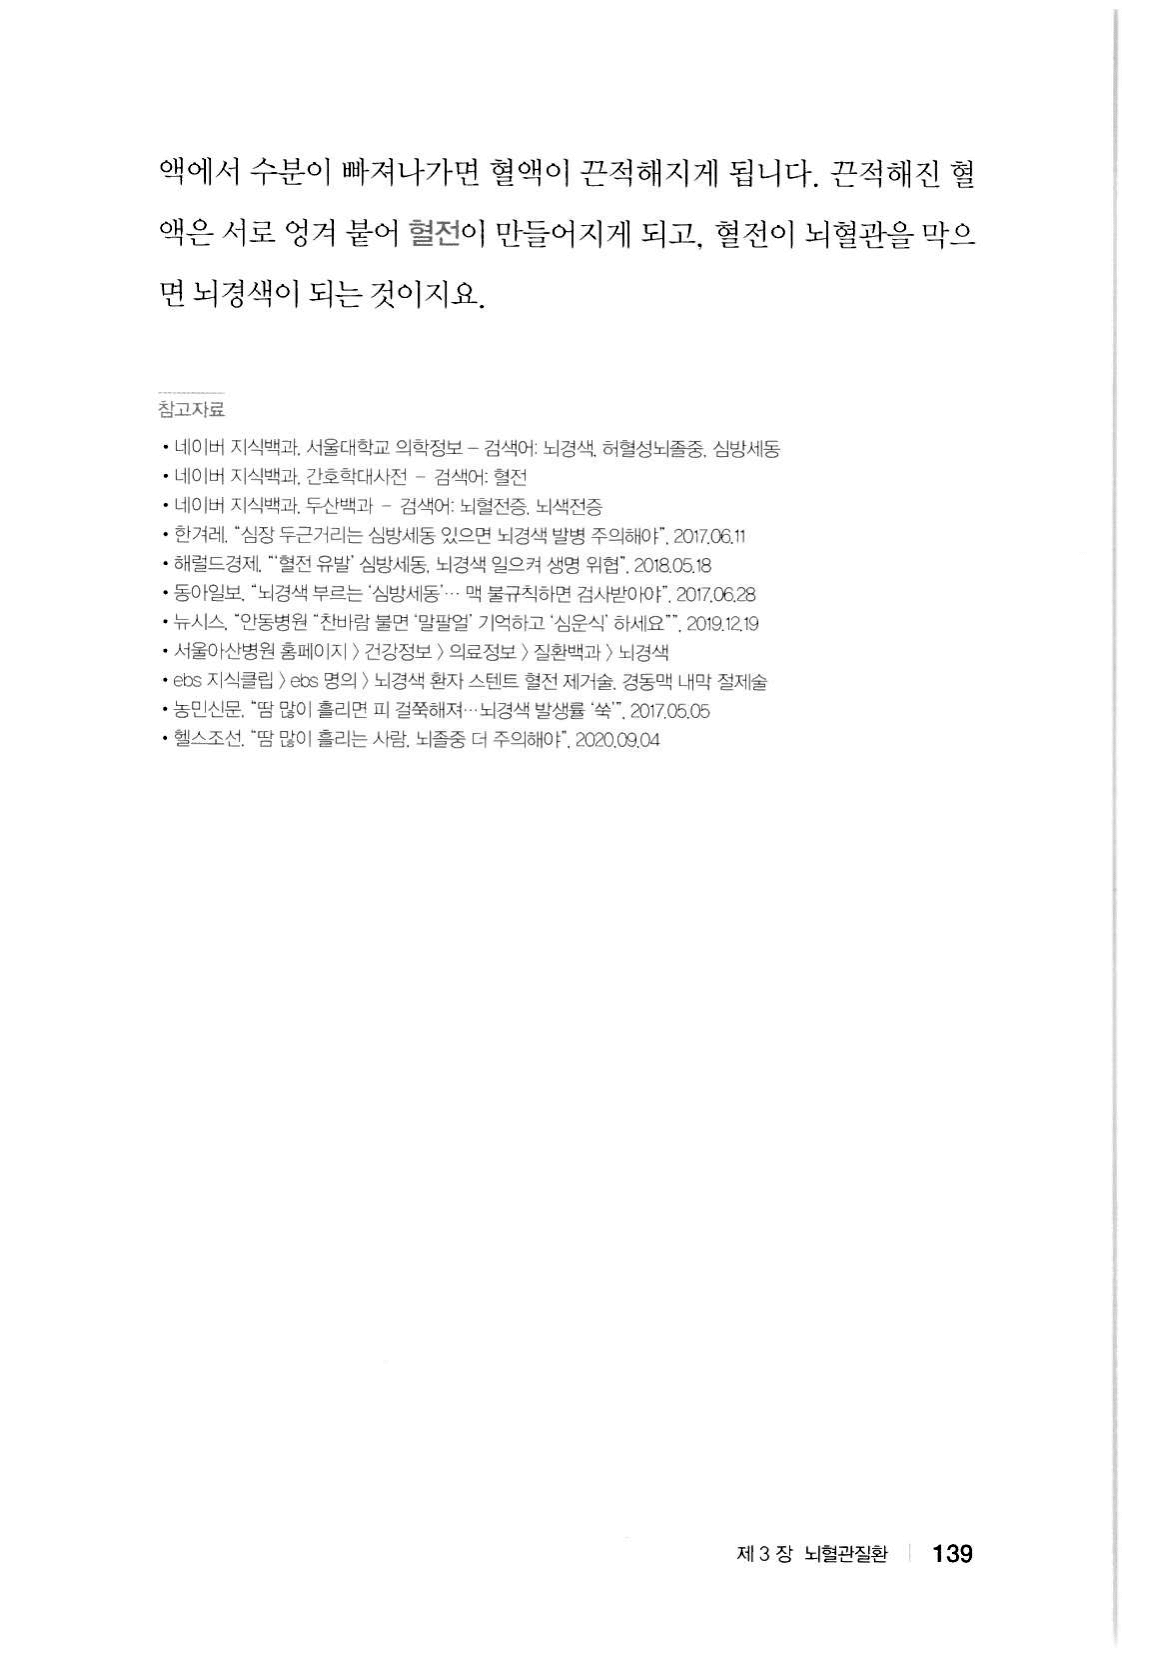 액에서 수분이 빠져나가면 혈액이 끈적해지게 됩니다. 끈적해진 혈
액은 서로 엉겨 붙어 혈전이 만들어지게 되고, 혈전이 뇌혈관을 막으
면 뇌경색이 되는 것이지요.
참고자료
• 네이버 지식백과, 서울대학교 의학정보 – 검색어: 뇌경색, 허혈성뇌졸중, 심방세동
• 네이버 지식백과, 간호학대사전 – 검색어: 혈전
• 네이버 지식백과, 두산백과 – 검색어: 뇌혈전증, 뇌색전증
• 한겨레, “심장 두근거리는 심방세동 있으면 뇌경색 발병 주의해야”, 2017.06.11
• 해럴드경제, “‘혈전 유발’ 심방세동, 뇌경색 일으켜 생명 위협”, 2018.05.18
• 동아일보, “뇌경색 부르는 ‘심방세동’… 맥 불규칙하면 검사받아야”, 2017.06.28
• 뉴시스, “안동병원 “찬바람 불면 ‘말팔얼’ 기억하고 ‘심운식’ 하세요””, 2019.12.19
• 서울아산병원 홈페이지 〉 건강정보 〉 의료정보 〉 질환백과 〉 뇌경색
• ebs 지식클립 〉 ebs 명의 〉 뇌경색 환자 스텐트 혈전 제거술, 경동맥 내막 절제술
• 농민신문, “땀 많이 흘리면 피 걸쭉해져…뇌경색 발생률 ‘쑥’”, 2017.05.05
• 헬스조선, “땀 많이 흘리는 사람, 뇌졸중 더 주의해야”, 2020.09.04
제 3 장 뇌혈관질환 | 139